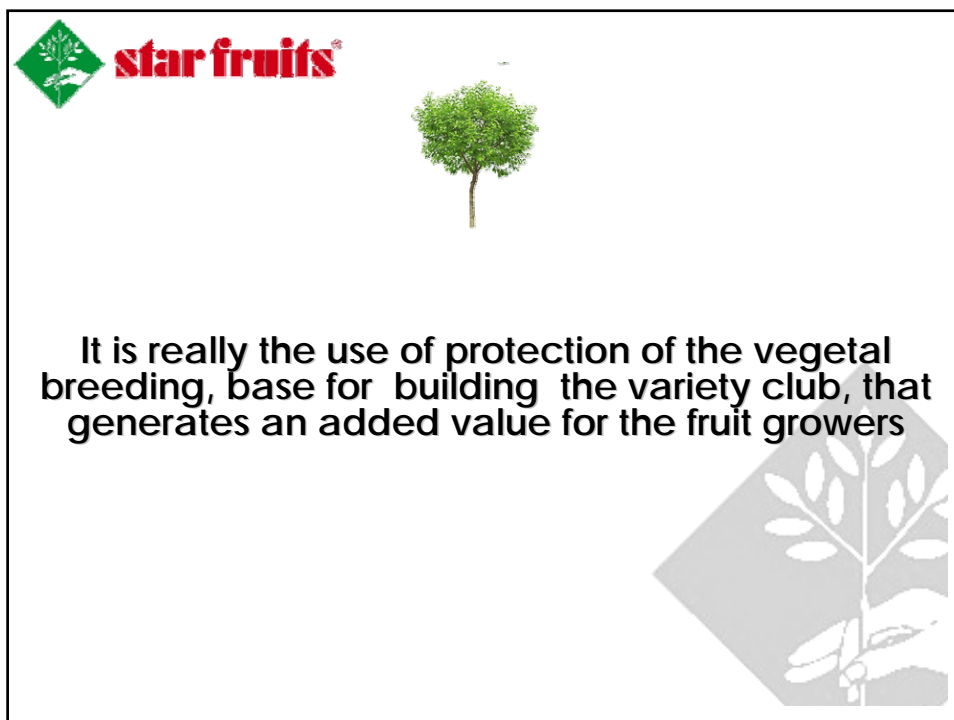 star fruits®
It is really the use of protection of the vegetal
breeding, base for  building  the variety club, that
generates an added value for the fruit growers